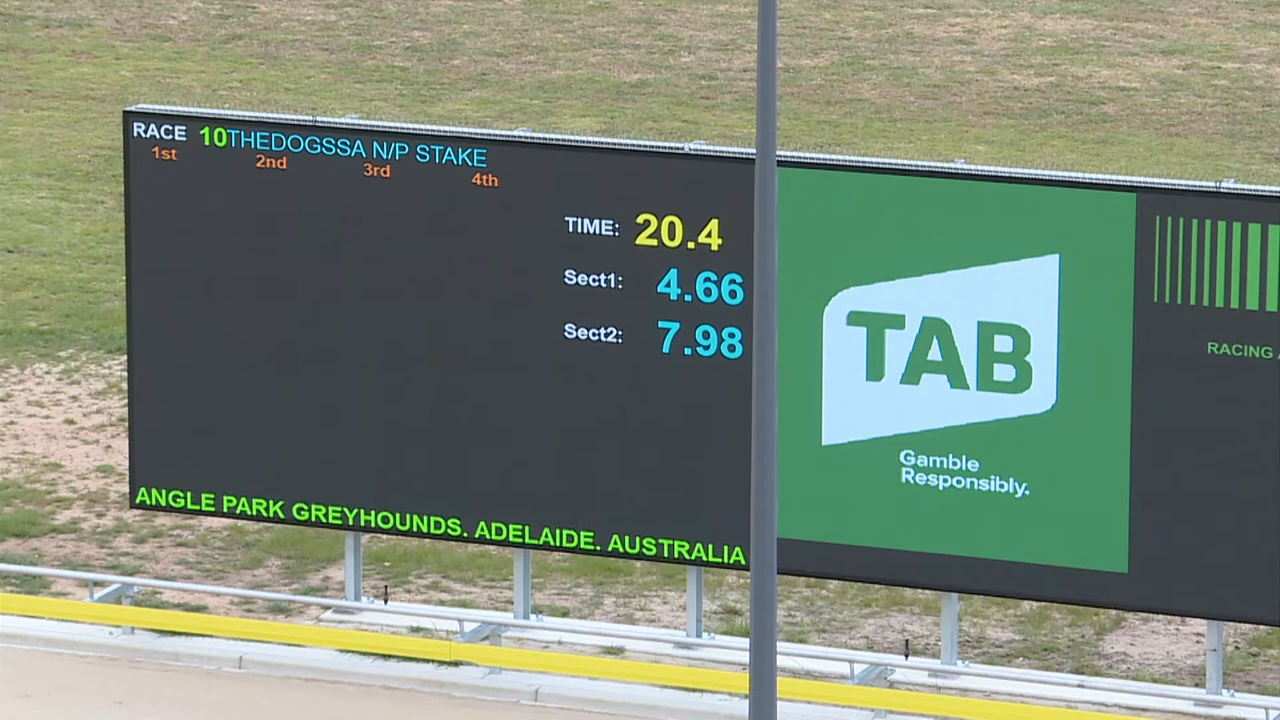 RACE 10THEDOGSSA N/P STAKE
1st 2nd 3rd 4th
TIME: 20.4
Sect1: 4.66
Sect2: 7.98
ANGLE PARK GREYHOUNDS. ADELAIDE. AUSTRALIA
TAB
Gamble
Responsibly.
RACING